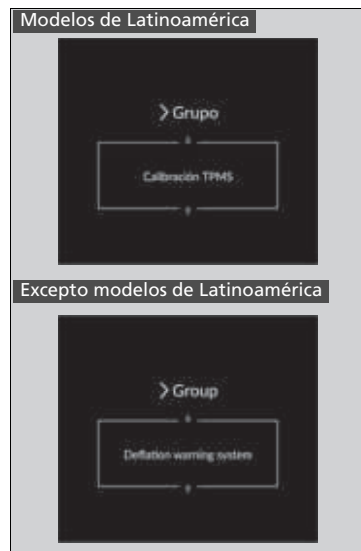 Modelos de Latinoamérica
Grupo
Calibración TPMS
Excepto modelos de Latinoamérica
Group
Deflation warning system